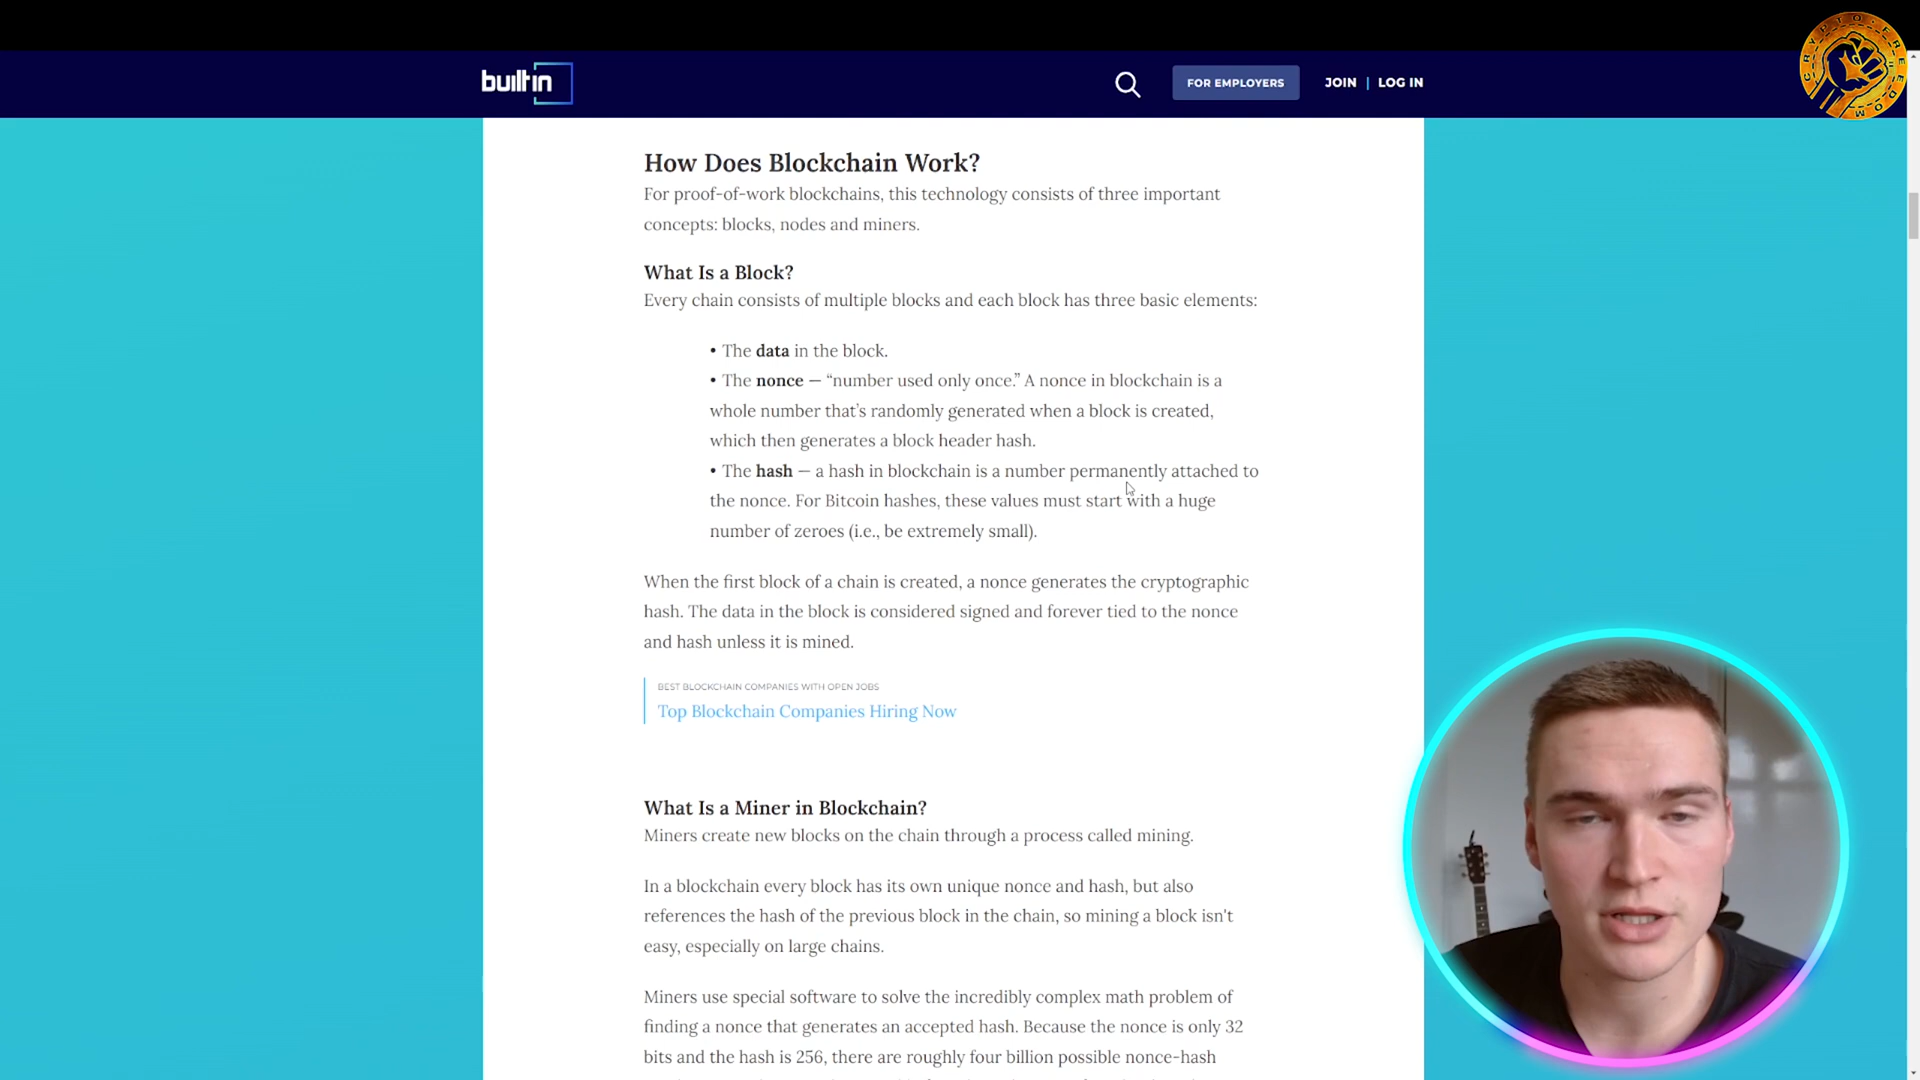 CRYPTO FREEDOM
builtin
FOR EMPLOYERS
JOIN | LOG IN
How Does Blockchain Work?
For proof-of-work blockchains, this technology consists of three important
concepts: blocks, nodes and miners.
What Is a Block?
Every chain consists of multiple blocks and each block has three basic elements:
• The data in the block.
• The nonce — “number used only once.” A nonce in blockchain is a
whole number that’s randomly generated when a block is created,
which then generates a block header hash.
• The hash — a hash in blockchain is a number permanently attached to
the nonce. For Bitcoin hashes, these values must start with a huge
number of zeroes (i.e., be extremely small).
When the first block of a chain is created, a nonce generates the cryptographic
hash. The data in the block is considered signed and forever tied to the nonce
and hash unless it is mined.
BEST BLOCKCHAIN COMPANIES WITH OPEN JOBS
Top Blockchain Companies Hiring Now
What Is a Miner in Blockchain?
Miners create new blocks on the chain through a process called mining.
In a blockchain every block has its own unique nonce and hash, but also
references the hash of the previous block in the chain, so mining a block isn't
easy, especially on large chains.
Miners use special software to solve the incredibly complex math problem of
finding a nonce that generates an accepted hash. Because the nonce is only 32
bits and the hash is 256, there are roughly four billion possible nonce-hash